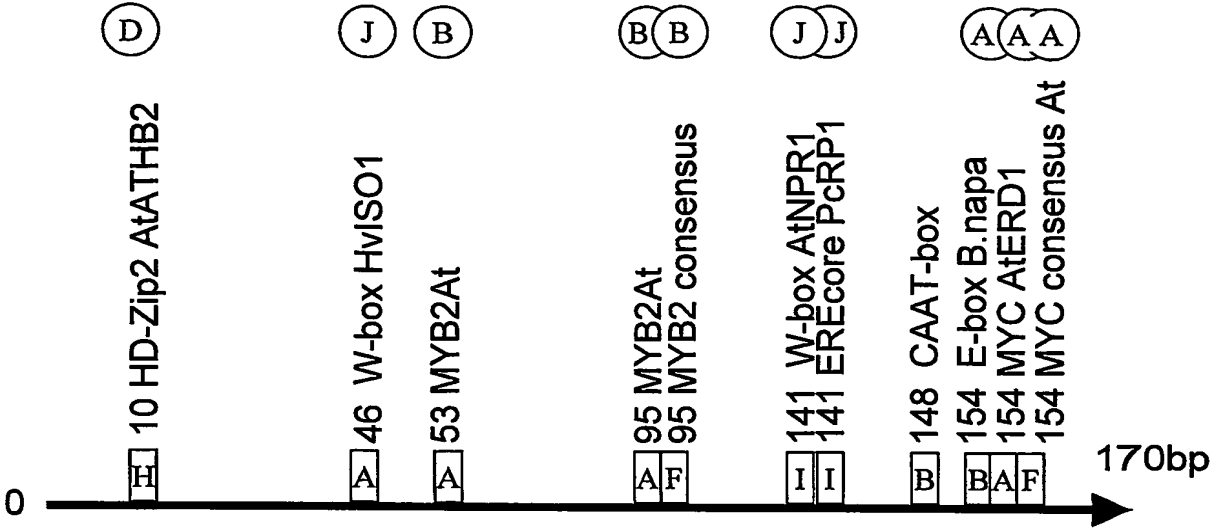 D J B B B J J A A A
10 HD-Zip2 AtATHB2
46 W-box HvISO1
53 MYB2At
95 MYB2At
95 MYB2 consensus
141 W-box AtNPR1
141 EREcore PcRP1
148 CAAT-box
154 E-box B.napa
154 MYC AtERD1
154 MYC consensus At
H A A A F I I B B A F
0
170bp